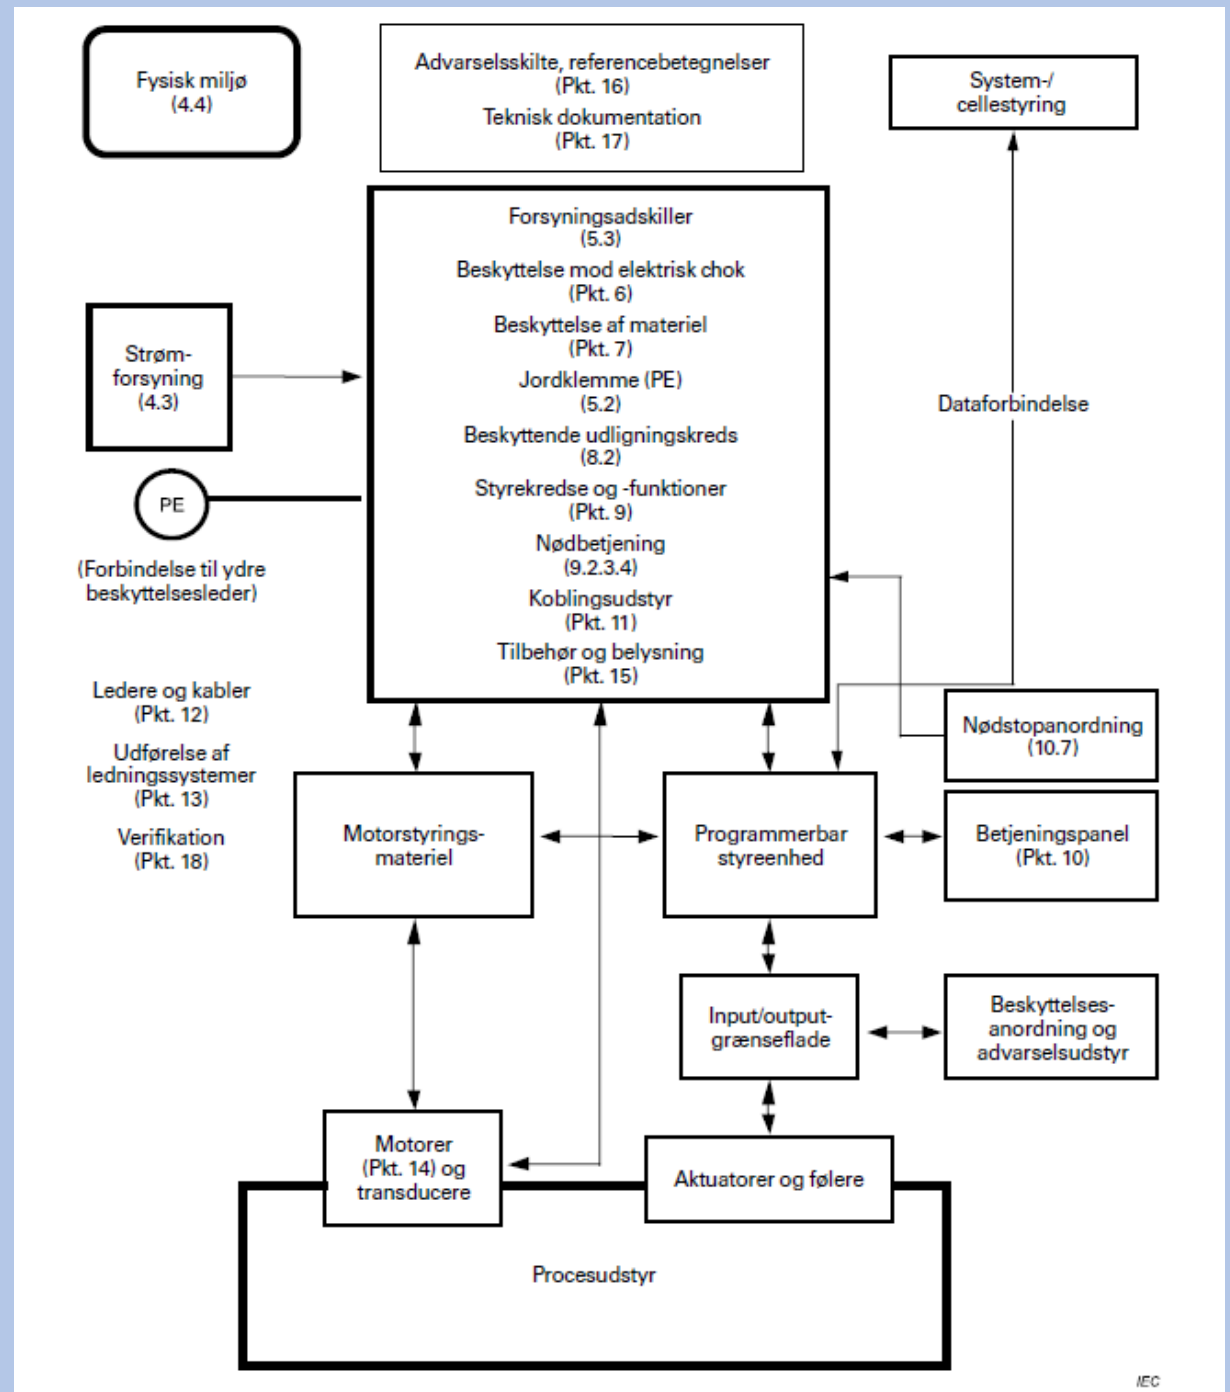 Fysisk miljø
(4.4)
Advarselsskilte, referencebetegnelser
(Pkt. 16)
Teknisk dokumentation
(Pkt. 17)
System-/
cellestyring
Forsyningsadskiller
(5.3)
Beskyttelse mod elektrisk chok
(Pkt. 6)
Beskyttelse af materiel
(Pkt. 7)
Jordklemme (PE)
(5.2)
Beskyttende udligningskreds
(8.2)
Styrekredse og -funktioner
(Pkt. 9)
Nødbetjening
(9.2.3.4)
Koblingsudstyr
(Pkt. 11)
Tilbehør og belysning
(Pkt. 15)
Strøm-
forsyning
(4.3)
Dataforbindelse
PE
(Forbindelse til ydre
beskyttelsesleder)
Ledere og kabler
(Pkt. 12)
Udførelse af
ledningssystemer
(Pkt. 13)
Verifikation
(Pkt. 18)
Nødstopanordning
(10.7)
Motorstyrings-
materiel
Programmerbar
styreenhed
Betjeningspanel
(Pkt. 10)
Input/output-
grænseflade
Beskyttelses-
anordning og
advarselsudstyr
Motorer
(Pkt. 14) og
transducere
Aktuatorer og følere
Procesudstyr
IEC